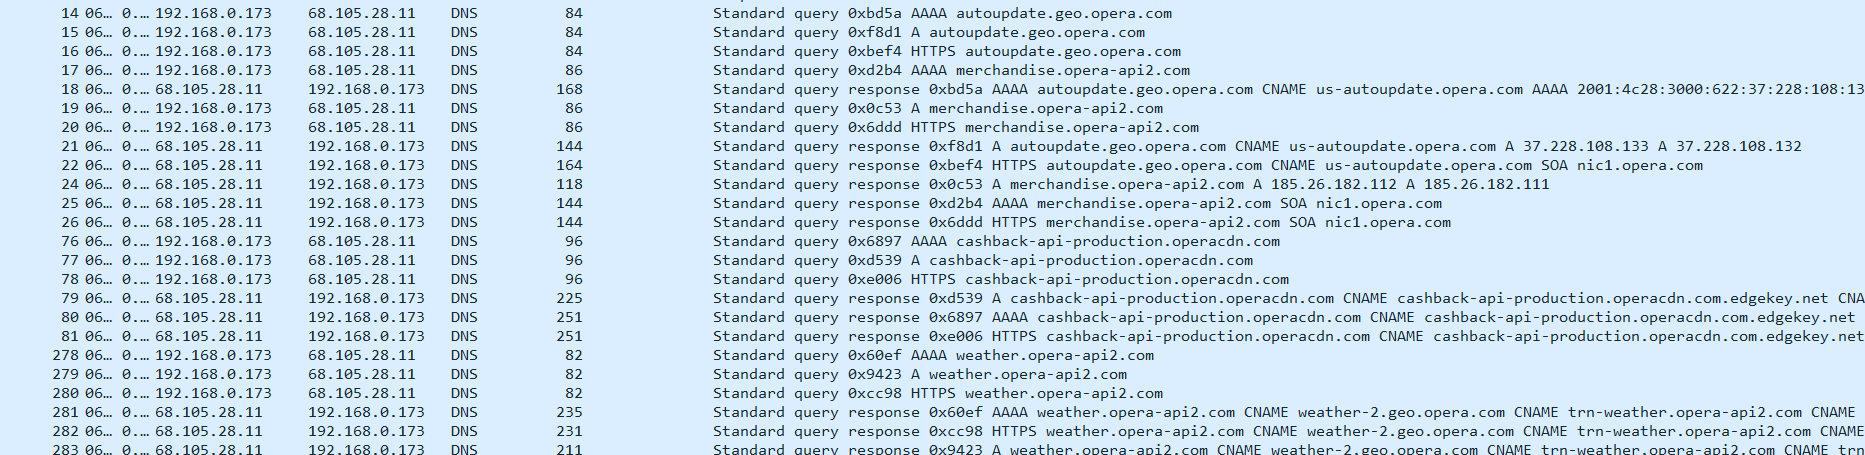 14 06… 0.… 192.168.0.173 68.105.28.11 DNS 84 Standard query 0xbd5a AAAA autoupdate.geo.opera.com
15 06… 0.… 192.168.0.173 68.105.28.11 DNS 84 Standard query 0xf8d1 A autoupdate.geo.opera.com
16 06… 0.… 192.168.0.173 68.105.28.11 DNS 84 Standard query 0xbef4 HTTPS autoupdate.geo.opera.com
17 06… 0.… 192.168.0.173 68.105.28.11 DNS 86 Standard query 0xd2b4 AAAA merchandise.opera-api2.com
18 06… 0.… 68.105.28.11 192.168.0.173 DNS 168 Standard query response 0xbd5a AAAA autoupdate.geo.opera.com CNAME us-autoupdate.opera.com AAAA 2001:4c28:3000:622:37:228:108:13
19 06… 0.… 192.168.0.173 68.105.28.11 DNS 86 Standard query 0x0c53 A merchandise.opera-api2.com
20 06… 0.… 192.168.0.173 68.105.28.11 DNS 86 Standard query 0x6ddd HTTPS merchandise.opera-api2.com
21 06… 0.… 68.105.28.11 192.168.0.173 DNS 144 Standard query response 0xf8d1 A autoupdate.geo.opera.com CNAME us-autoupdate.opera.com A 37.228.108.133 A 37.228.108.132
22 06… 0.… 68.105.28.11 192.168.0.173 DNS 164 Standard query response 0xbef4 HTTPS autoupdate.geo.opera.com CNAME us-autoupdate.opera.com SOA nic1.opera.com
24 06… 0.… 68.105.28.11 192.168.0.173 DNS 118 Standard query response 0x0c53 A merchandise.opera-api2.com A 185.26.182.112 A 185.26.182.111
25 06… 0.… 68.105.28.11 192.168.0.173 DNS 144 Standard query response 0xd2b4 AAAA merchandise.opera-api2.com SOA nic1.opera.com
26 06… 0.… 68.105.28.11 192.168.0.173 DNS 144 Standard query response 0x6ddd HTTPS merchandise.opera-api2.com SOA nic1.opera.com
76 06… 0.… 192.168.0.173 68.105.28.11 DNS 96 Standard query 0x6897 AAAA cashback-api-production.operacdn.com
77 06… 0.… 192.168.0.173 68.105.28.11 DNS 96 Standard query 0xd539 A cashback-api-production.operacdn.com
78 06… 0.… 192.168.0.173 68.105.28.11 DNS 96 Standard query 0xe006 HTTPS cashback-api-production.operacdn.com
79 06… 0.… 68.105.28.11 192.168.0.173 DNS 225 Standard query response 0xd539 A cashback-api-production.operacdn.com CNAME cashback-api-production.operacdn.com.edgekey.net CNA
80 06… 0.… 68.105.28.11 192.168.0.173 DNS 251 Standard query response 0x6897 AAAA cashback-api-production.operacdn.com CNAME cashback-api-production.operacdn.com.edgekey.net
81 06… 0.… 68.105.28.11 192.168.0.173 DNS 251 Standard query response 0xe006 HTTPS cashback-api-production.operacdn.com CNAME cashback-api-production.operacdn.com.edgekey.net
278 06… 0.… 192.168.0.173 68.105.28.11 DNS 82 Standard query 0x60ef AAAA weather.opera-api2.com
279 06… 0.… 192.168.0.173 68.105.28.11 DNS 82 Standard query 0x9423 A weather.opera-api2.com
280 06… 0.… 192.168.0.173 68.105.28.11 DNS 82 Standard query 0xcc98 HTTPS weather.opera-api2.com
281 06… 0.… 68.105.28.11 192.168.0.173 DNS 235 Standard query response 0x60ef AAAA weather.opera-api2.com CNAME weather-2.geo.opera.com CNAME trn-weather.opera-api2.com CNAME
282 06… 0.… 68.105.28.11 192.168.0.173 DNS 231 Standard query response 0xcc98 HTTPS weather.opera-api2.com CNAME weather-2.geo.opera.com CNAME trn-weather.opera-api2.com CNAME
283 06… 0.… 68.105.28.11 192.168.0.173 DNS 211 Standard query response 0x9423 A weather.opera-api2.com CNAME weather-2.geo.opera.com CNAME trn-weather.opera-api2.com CNAME trn